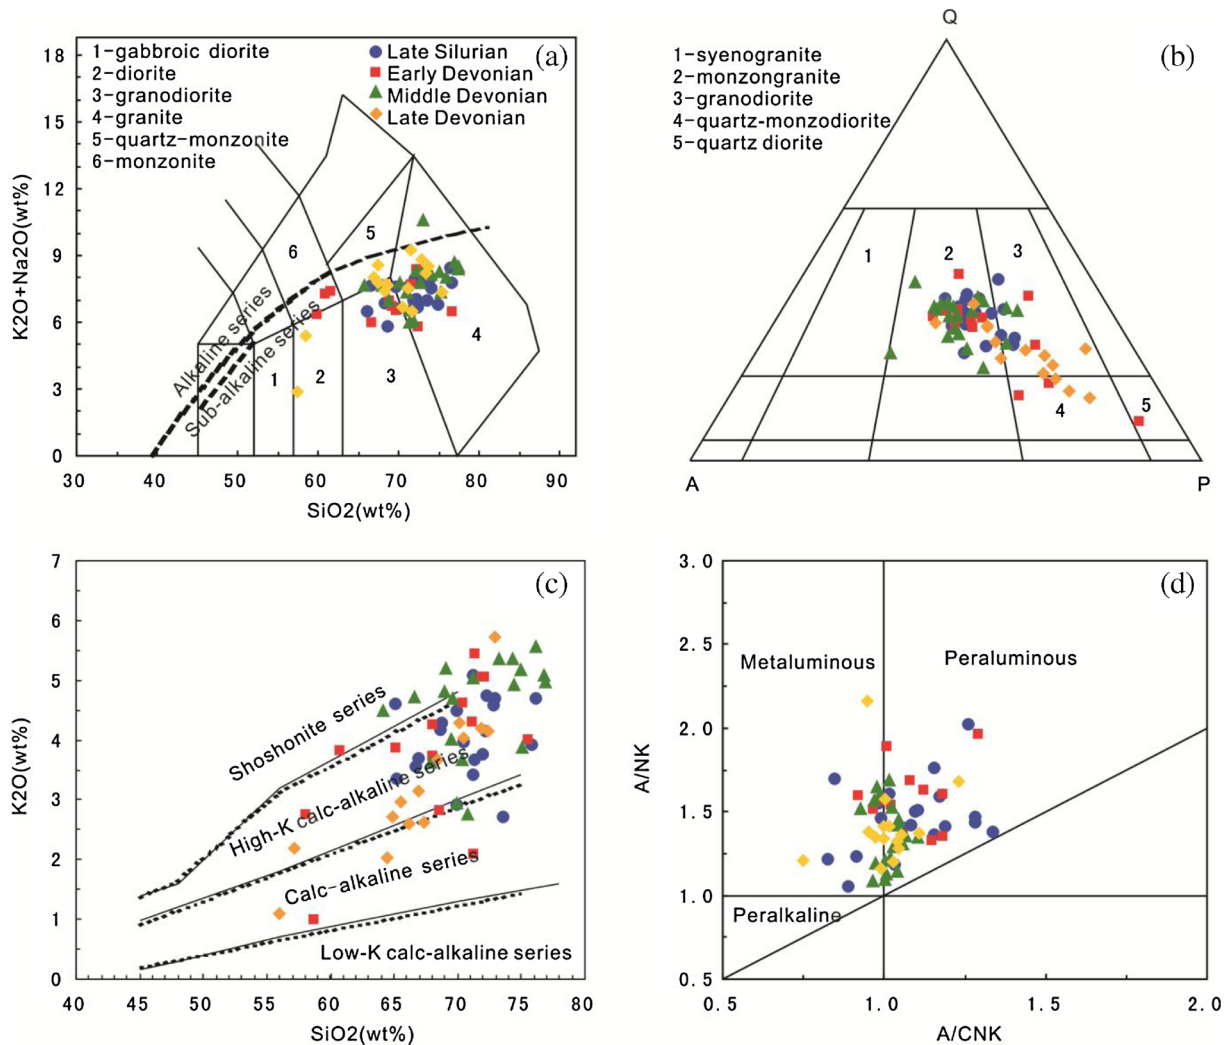 (a)
1-gabbroic diorite
2-diorite
3-granodiorite
4-granite
5-quartz-monzonite
6-monzonite
Late Silurian
Early Devonian
Middle Devonian
Late Devonian
18
15
12
9
6
3
0
K2O+Na2O(wt%)
6
5
4
1
2
3
Alkaline series
Sub-alkaline series
30 40 50 60 70 80 90
SiO2(wt%)
(b)
Q
1-syenogranite
2-monzongranite
3-granodiorite
4-quartz-monzodiorite
5-quartz diorite
1
2
3
4
5
A
P
(c)
7
6
5
4
3
2
1
0
K2O(wt%)
Shoshonite series
High-K calc-alkaline series
Calc-alkaline series
Low-K calc-alkaline series
40 45 50 55 60 65 70 75 80
SiO2(wt%)
(d)
3.0
2.5
2.0
1.5
1.0
0.5
A/NK
Metaluminous
Peraluminous
Peralkaline
0.5 1.0 1.5 2.0
A/CNK